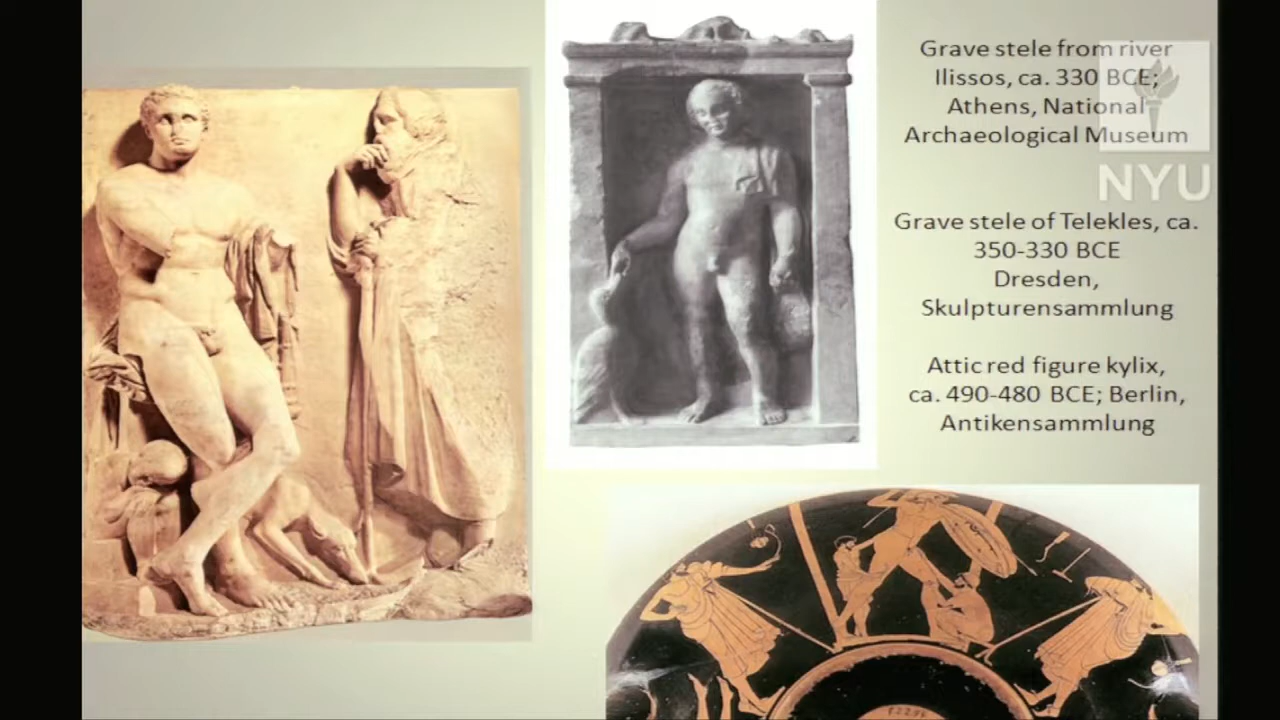 Grave stele from river
Ilissos, ca. 330 BCE;
Athens, National
Archaeological Museum
NYU
Grave stele of Telekles, ca.
350-330 BCE
Dresden,
Skulpturensammlung
Attic red figure kylix,
ca. 490-480 BCE; Berlin,
Antikensammlung